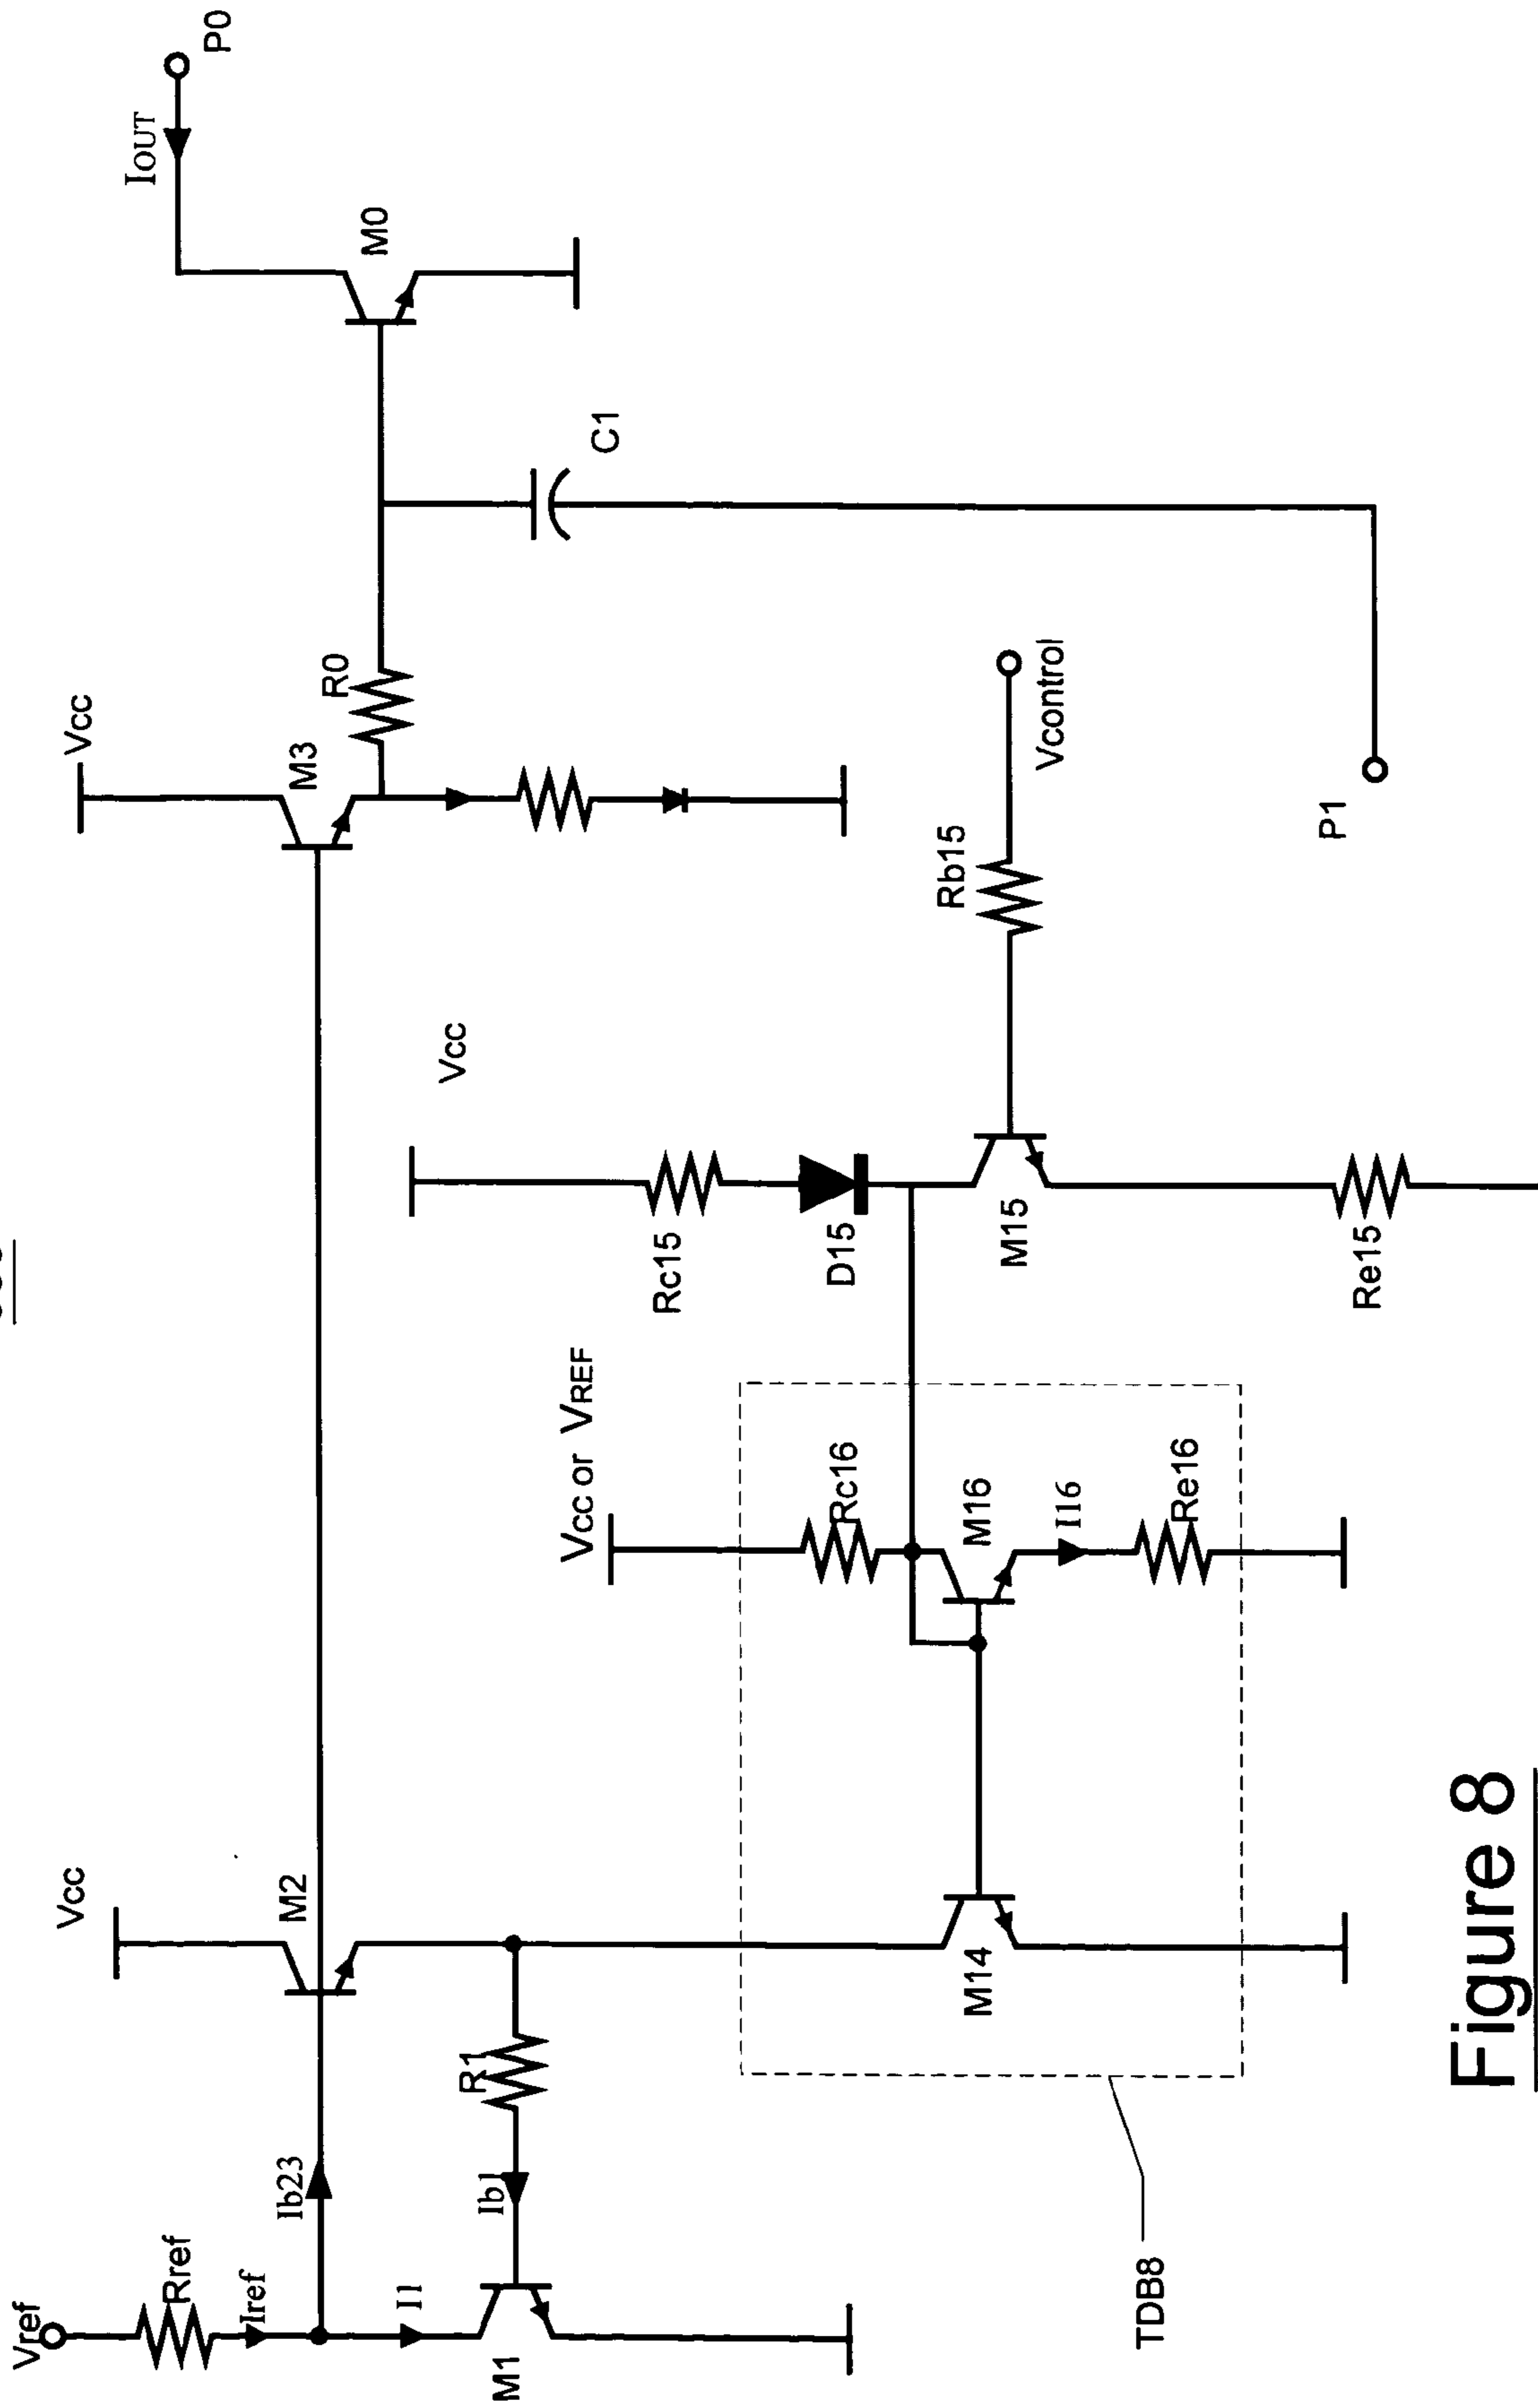 Vref
Rref
Iref
Ib23
I1
M1
Ib1
R1
Vcc
M2
TDB8
M14
Vcc or VREF
Rc16
M16
I16
Re16
Vcc
Rc15
D15
M15
Re15
Rb15
Vcontrol
Vcc
M3
R0
C1
P1
M0
IOUT
P0
Figure 8